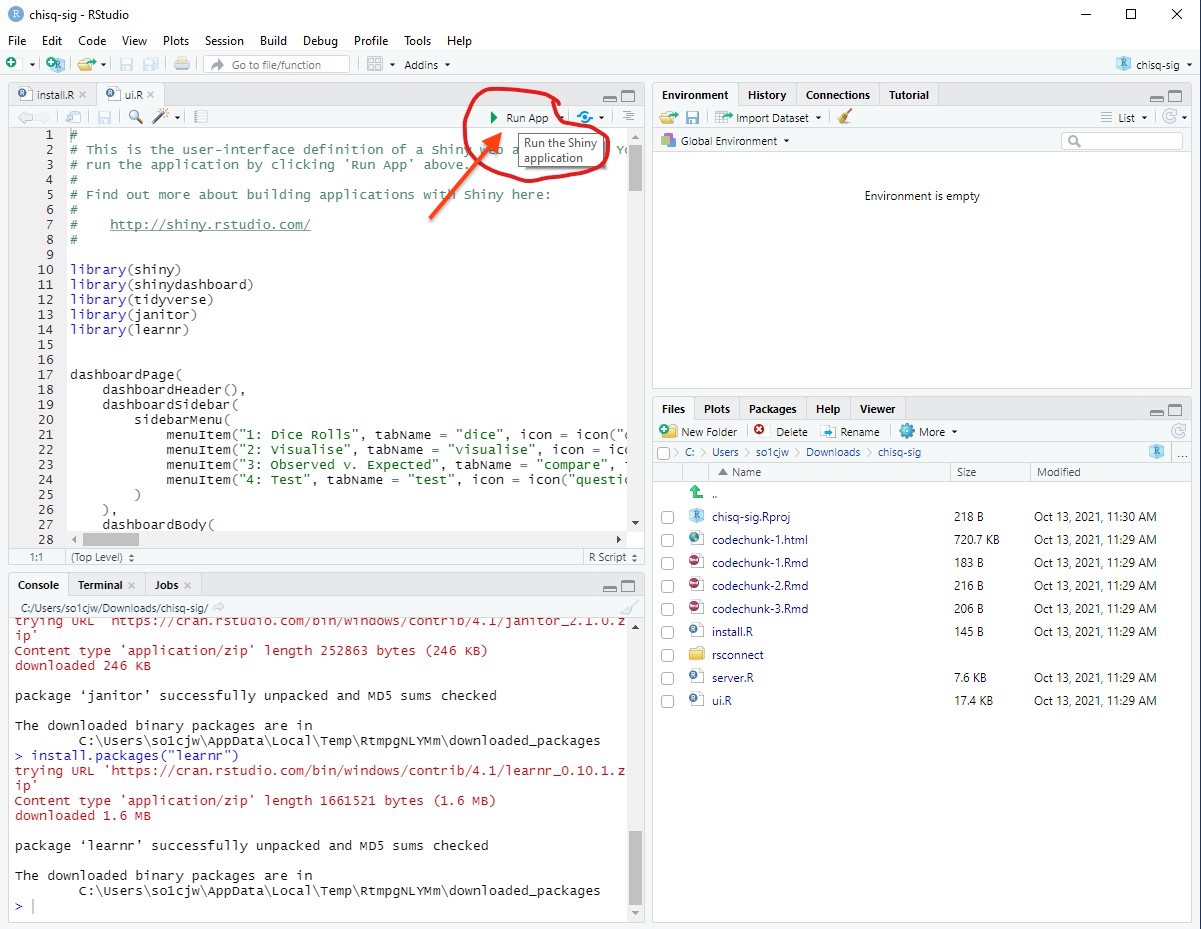 chisq-sig - RStudio
File Edit Code View Plots Session Build Debug Profile Tools Help
Go to file/function Addins chisq-sig
install.R ui.R
Run App
Run the Shiny
application
1 #
2 # This is the user-interface definition of a Shiny web a
3 # run the application by clicking 'Run App' above.
4 #
5 # Find out more about building applications with Shiny here:
6 #
7 # http://shiny.rstudio.com/
8 #
9
10 library(shiny)
11 library(shinydashboard)
12 library(tidyverse)
13 library(janitor)
14 library(learnr)
15
16
17 dashboardPage(
18 dashboardHeader(),
19 dashboardSidebar(
20 sidebarMenu(
21 menuItem("1: Dice Rolls", tabName = "dice", icon = icon("
22 menuItem("2: Visualise", tabName = "visualise", icon = ic
23 menuItem("3: Observed v. Expected", tabName = "compare",
24 menuItem("4: Test", tabName = "test", icon = icon("questi
25 )
26 ),
27 dashboardBody(
28
1:1 (Top Level) R Script
Console Terminal Jobs
C:/Users/so1cjw/Downloads/chisq-sig/
trying URL 'https://cran.rstudio.com/bin/windows/contrib/4.1/janitor_2.1.0.z
ip'
Content type 'application/zip' length 252863 bytes (246 KB)
downloaded 246 KB
package ‘janitor’ successfully unpacked and MD5 sums checked
The downloaded binary packages are in
C:\Users\so1cjw\AppData\Local\Temp\RtmpgNLYMm\downloaded_packages
> install.packages("learnr")
trying URL 'https://cran.rstudio.com/bin/windows/contrib/4.1/learnr_0.10.1.z
ip'
Content type 'application/zip' length 1661521 bytes (1.6 MB)
downloaded 1.6 MB
package ‘learnr’ successfully unpacked and MD5 sums checked
The downloaded binary packages are in
C:\Users\so1cjw\AppData\Local\Temp\RtmpgNLYMm\downloaded_packages
>
Environment History Connections Tutorial
Import Dataset List
Global Environment
Environment is empty
Files Plots Packages Help Viewer
New Folder Delete Rename More
C: Users so1cjw Downloads chisq-sig ...
Name Size Modified
..
chisq-sig.Rproj 218 B Oct 13, 2021, 11:30 AM
codechunk-1.html 720.7 KB Oct 13, 2021, 11:29 AM
codechunk-1.Rmd 183 B Oct 13, 2021, 11:29 AM
codechunk-2.Rmd 216 B Oct 13, 2021, 11:29 AM
codechunk-3.Rmd 206 B Oct 13, 2021, 11:29 AM
install.R 145 B Oct 13, 2021, 11:29 AM
rsconnect
server.R 7.6 KB Oct 13, 2021, 11:29 AM
ui.R 17.4 KB Oct 13, 2021, 11:29 AM